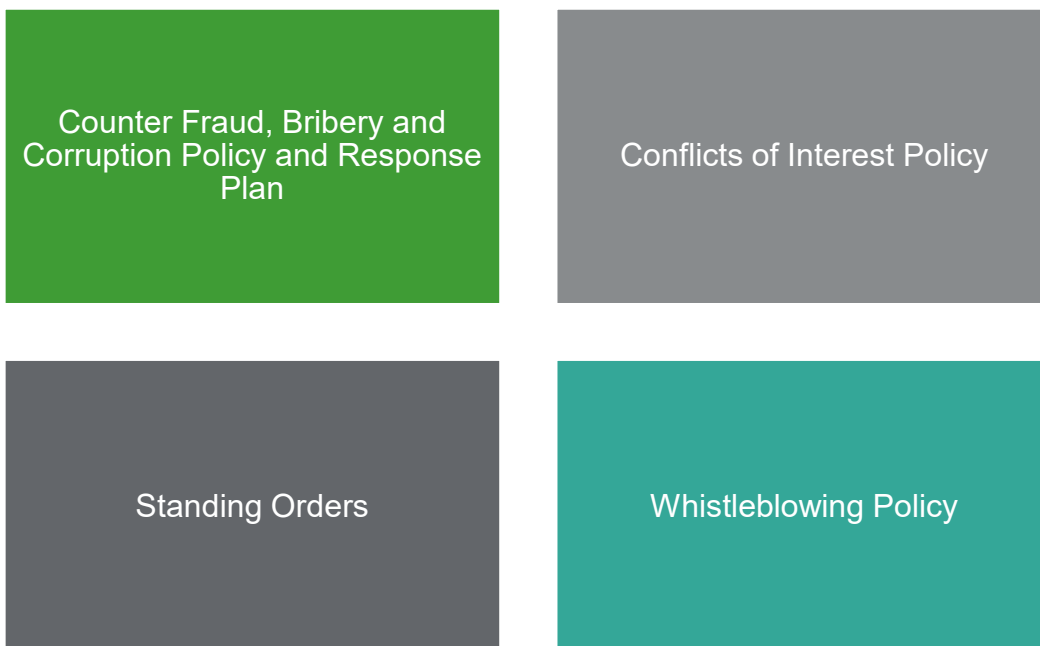 Counter Fraud, Bribery and
Corruption Policy and Response
Plan
Conflicts of Interest Policy
Standing Orders
Whistleblowing Policy